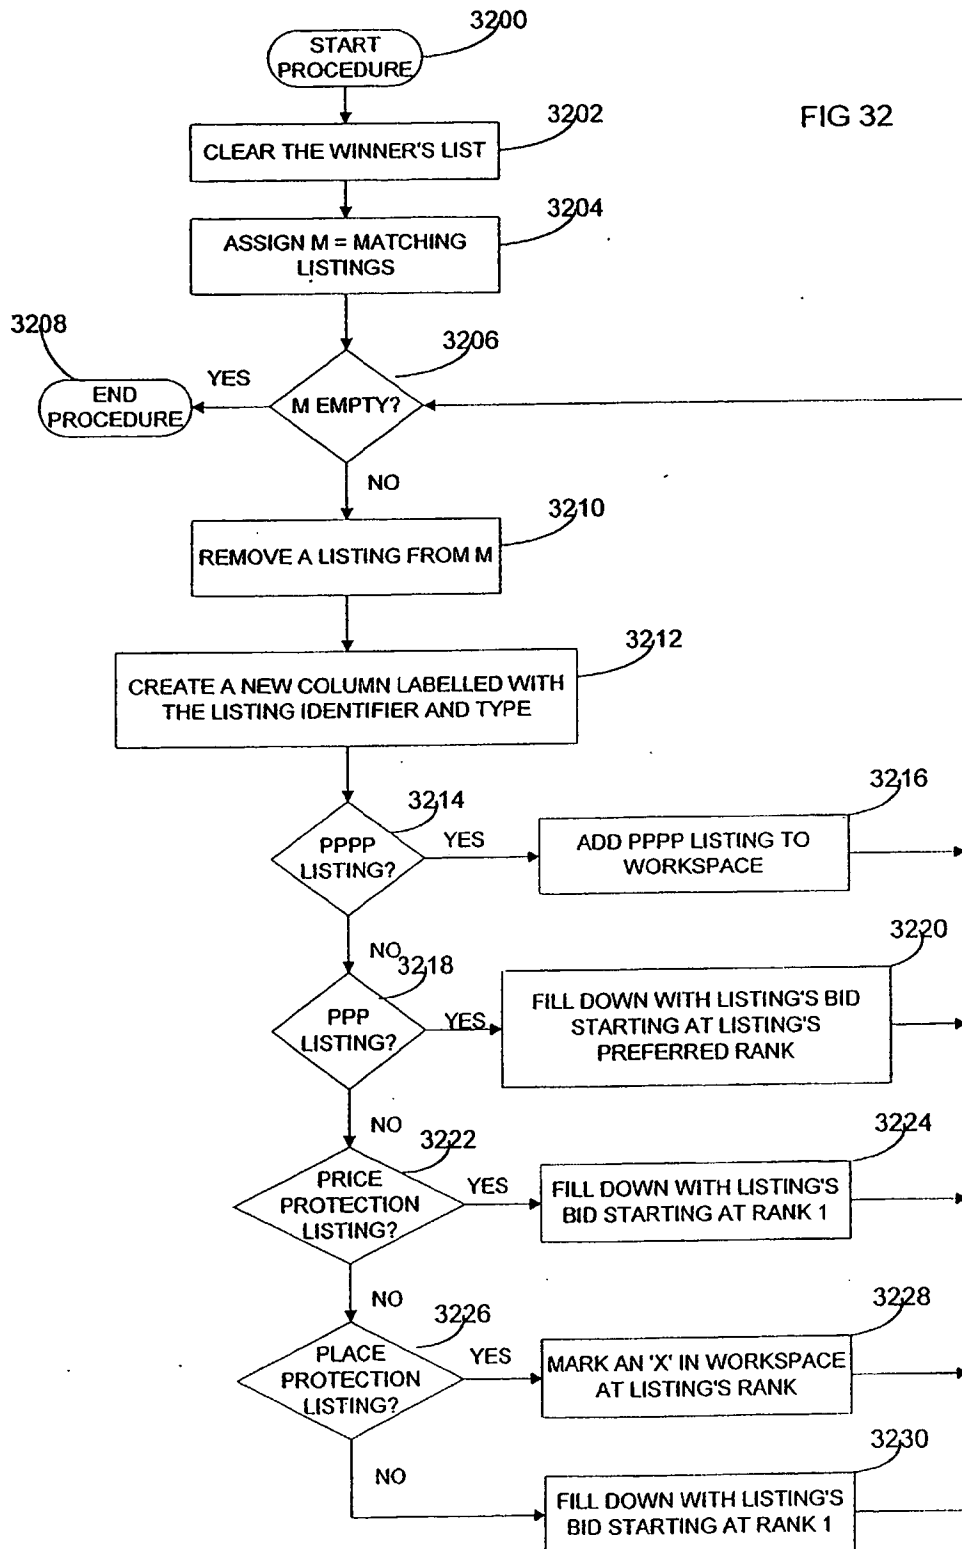 3200
START
PROCEDURE
FIG 32
3202
CLEAR THE WINNER'S LIST
3204
ASSIGN M = MATCHING
LISTINGS
3208
3206
YES
END
PROCEDURE
M EMPTY?
NO
3210
REMOVE A LISTING FROM M
3212
CREATE A NEW COLUMN LABELLED WITH
THE LISTING IDENTIFIER AND TYPE
3214
3216
PPPP
LISTING?
YES
ADD PPPP LISTING TO
WORKSPACE
NO
3218
3220
PPP
LISTING?
YES
FILL DOWN WITH LISTING'S BID
STARTING AT LISTING'S
PREFERRED RANK
NO
3222
3224
PRICE
PROTECTION
LISTING?
YES
FILL DOWN WITH LISTING'S
BID STARTING AT RANK 1
NO
3226
3228
PLACE
PROTECTION
LISTING?
YES
MARK AN 'X' IN WORKSPACE
AT LISTING'S RANK
NO
3230
FILL DOWN WITH LISTING'S
BID STARTING AT RANK 1